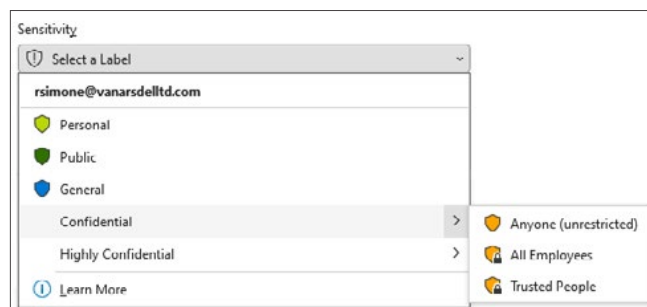 Sensitivity
Select a Label
rsimone@vanarsdelltd.com
Personal
Public
General
Confidential
Anyone (unrestricted)
Highly Confidential
All Employees
Learn More
Trusted People